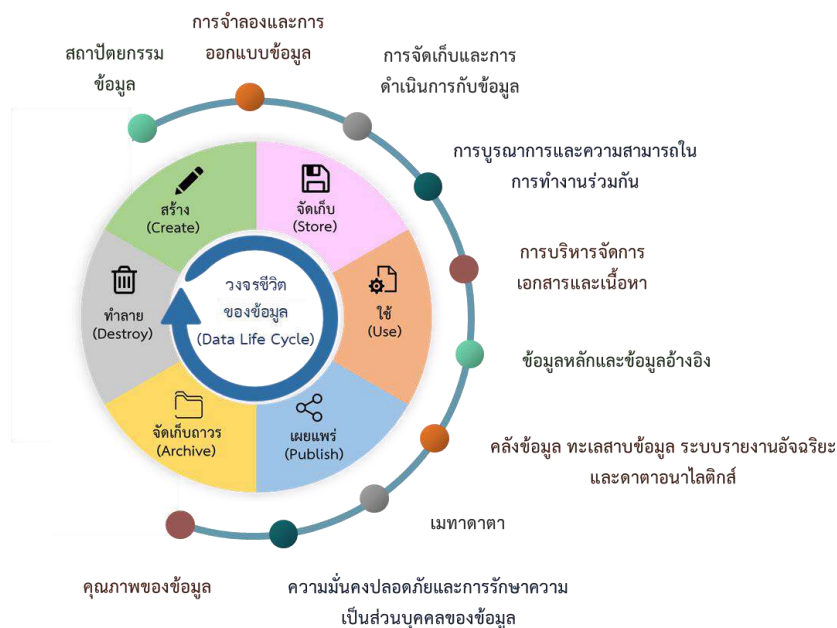 การจำลองและการ
ออกแบบข้อมูล
สถาปัตยกรรม
ข้อมูล
การจัดเก็บและการ
ดำเนินการกับข้อมูล
การบูรณาการและความสามารถใน
การทำงานร่วมกัน
การบริหารจัดการ
เอกสารและเนื้อหา
ข้อมูลหลักและข้อมูลอ้างอิง
คลังข้อมูล ทะเลสาบข้อมูล ระบบรายงานอัจฉริยะ
และดาตาอนาไลติกส์
เมทาดาตา
ความมั่นคงปลอดภัยและการรักษาความ
เป็นส่วนบุคคลของข้อมูล
คุณภาพของข้อมูล
สร้าง
(Create)
จัดเก็บ
(Store)
ใช้
(Use)
เผยแพร่
(Publish)
จัดเก็บถาวร
(Archive)
ทำลาย
(Destroy)
วงจรชีวิต
ของข้อมูล
(Data Life Cycle)